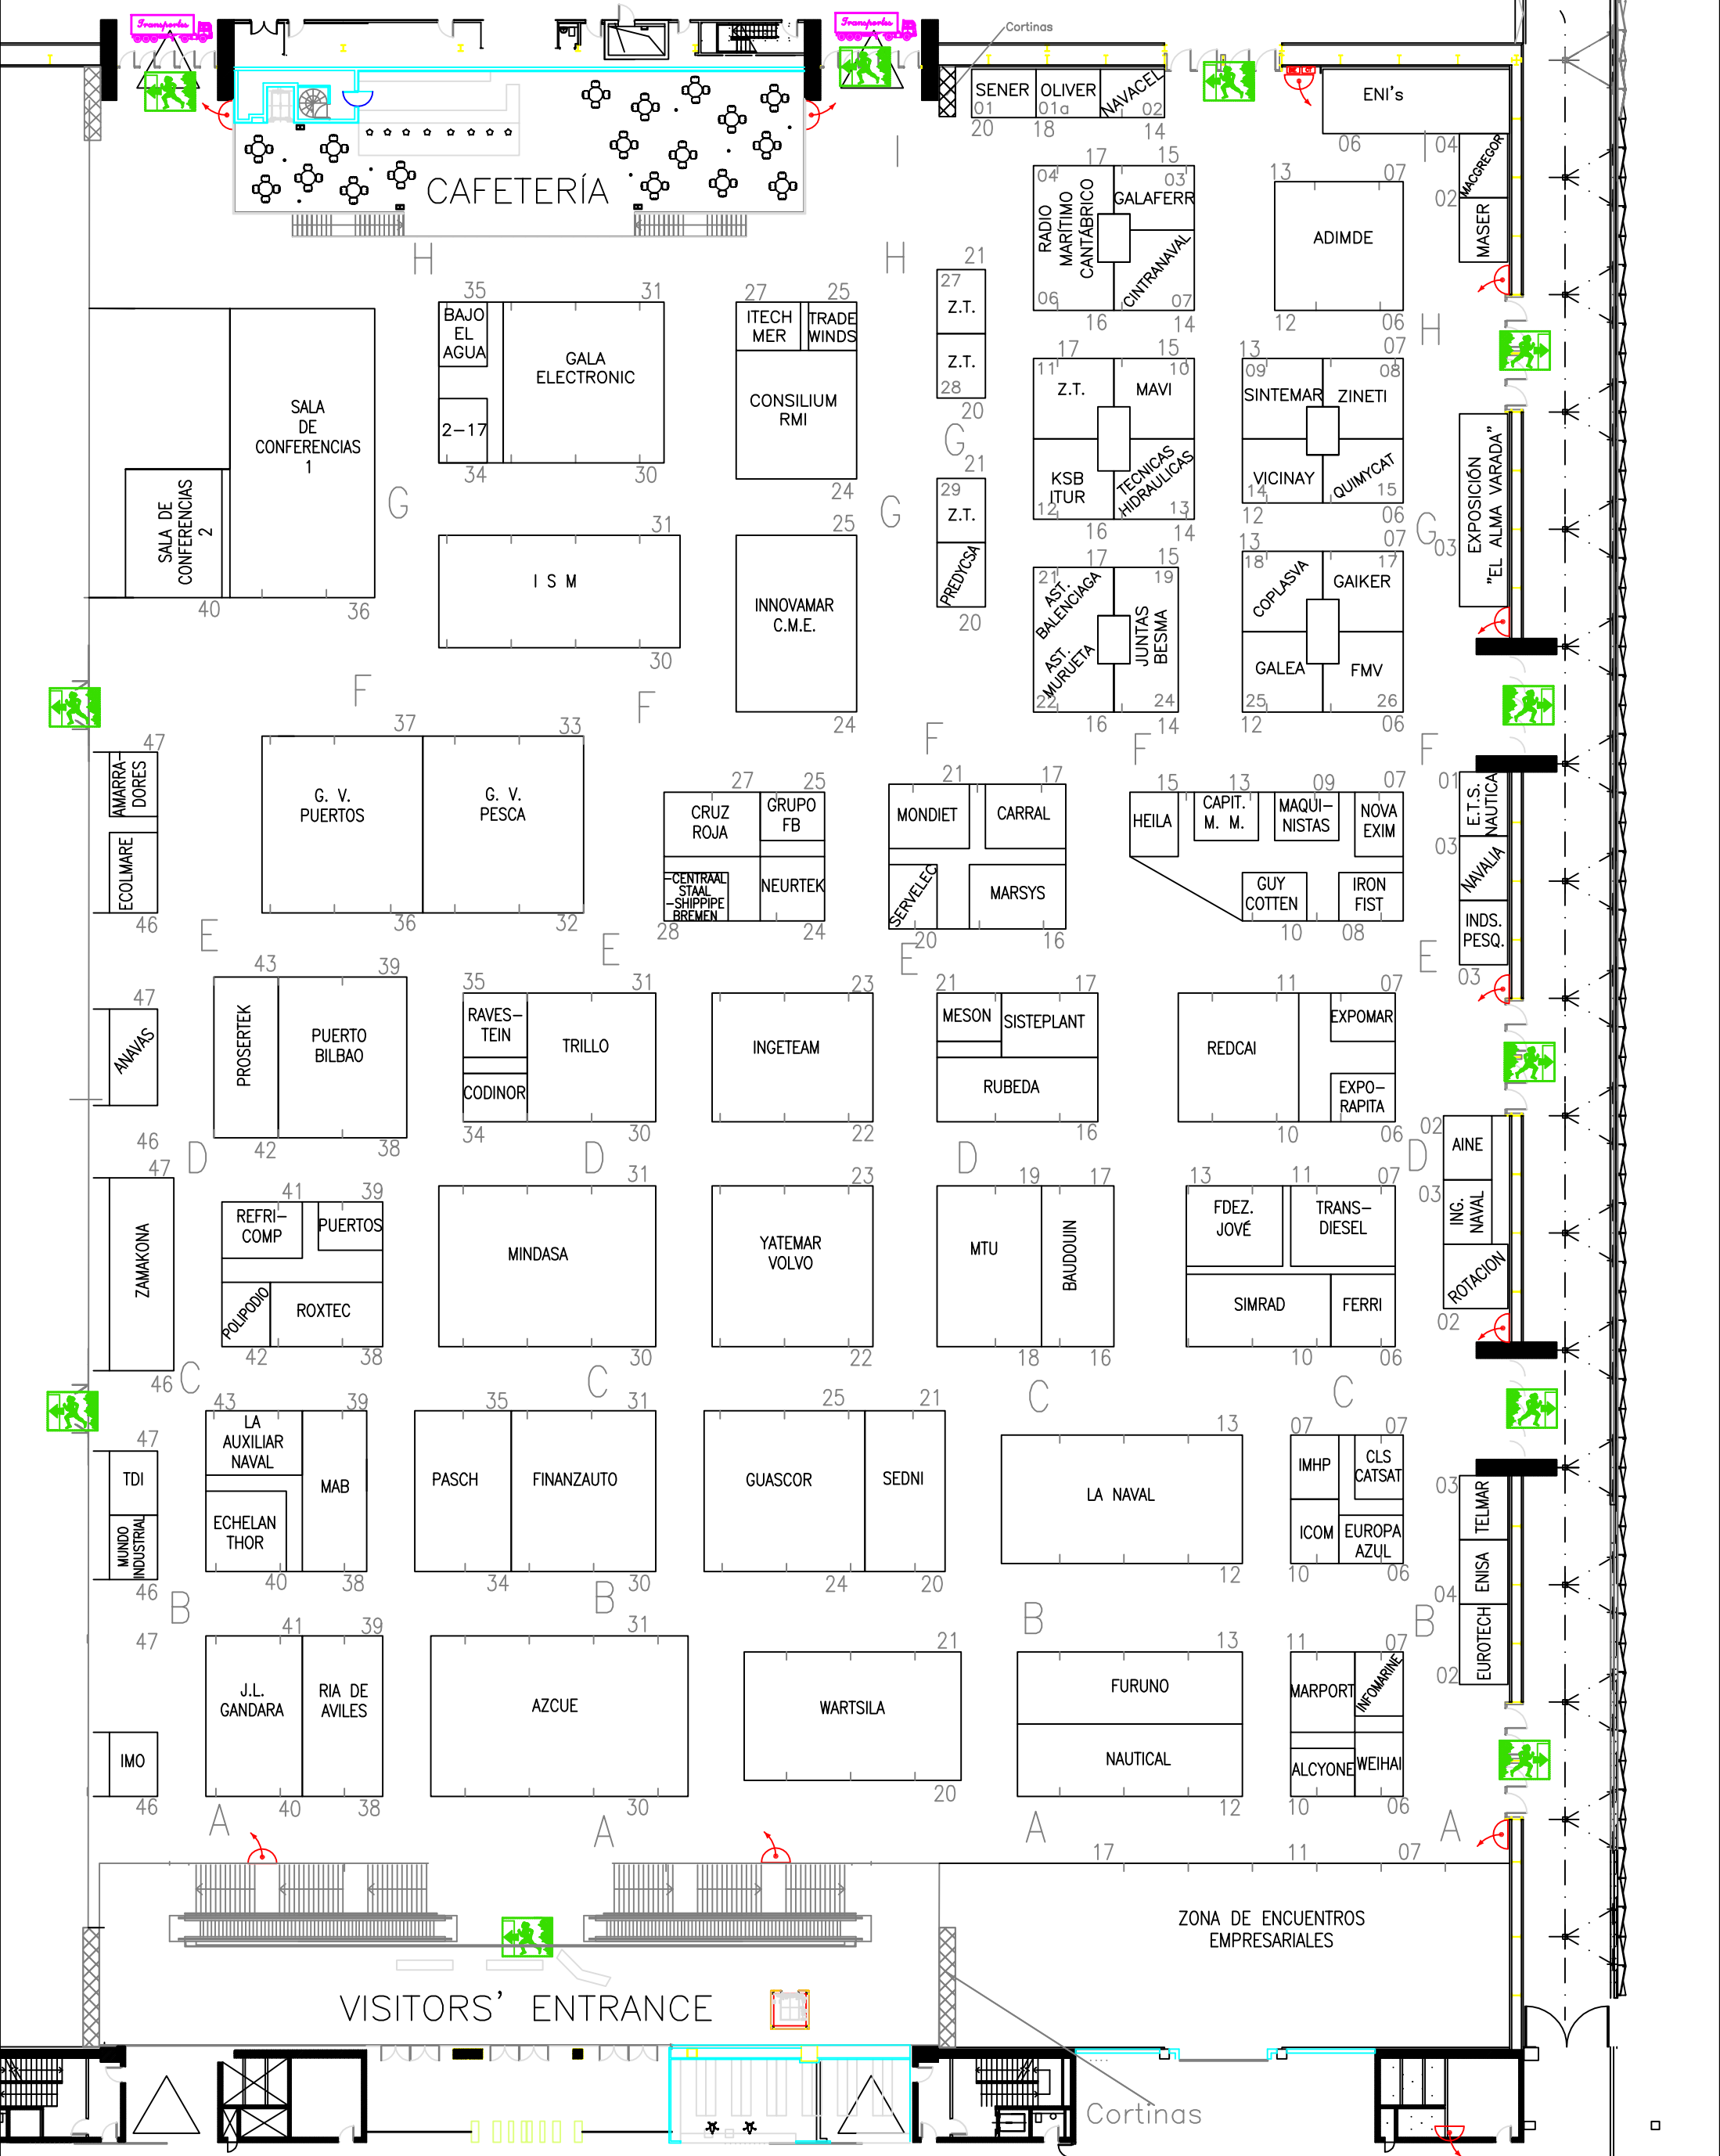 Transportes
Transportes
Cortinas
SENER
OLIVER
NAVACEL
01
01a
02
20
18
14
ENI's
06
I
I
04
MACGREGOR
02
MASER
CAFETERÍA
17
15
04
03
RADIO
MARÍTIMO
CANTÁBRICO
GALAFERR
CINTRANAVAL
06
07
16
14
13
07
ADIMDE
12
06
H
H
H
21
27
Z.T.
Z.T.
28
20
35
31
BAJO
EL
AGUA
GALA
ELECTRONIC
2-17
34
30
27
25
ITECH
MER
TRADE
WINDS
CONSILIUM
RMI
24
SALA
DE
CONFERENCIAS
1
SALA DE
CONFERENCIAS
2
40
36
17
15
11
10
Z.T.
MAVI
KSB
ITUR
TECNICAS
HIDRAULICAS
12
13
16
14
13
07
09
08
SINTEMAR
ZINETI
VICINAY
QUIMYCAT
14
15
12
06
G
G
G
G
03
EXPOSICIÓN
"EL ALMA VARADA"
21
29
Z.T.
PREDYCSA
20
31
I S M
30
25
INNOVAMAR
C.M.E.
24
17
15
21
19
AST.
BALENCIAGA
AST.
MURUETA
JUNTAS
BESMA
22
24
16
14
13
07
18
17
COPLASVA
GAIKER
GALEA
FMV
25
26
12
06
F
F
F
F
F
47
AMARRA-
DORES
ECOLMARE
46
37
33
G. V.
PUERTOS
G. V.
PESCA
36
32
27
25
CRUZ
ROJA
GRUPO
FB
-CENTRAAL
STAAL
-SHIPPIPE
BREMEN
NEURTEK
28
24
21
17
MONDIET
CARRAL
SERVELEC
MARSYS
20
16
15
13
09
07
HEILA
CAPIT.
M. M.
MAQUI-
NISTAS
NOVA
EXIM
GUY
COTTEN
IRON
FIST
10
08
01
E.T.S.
NAUTICA
03
NAVALIA
INDS.
PESQ.
03
E
E
E
E
47
ANAVAS
46
43
39
PROSERTEK
PUERTO
BILBAO
42
38
35
31
RAVES-
TEIN
TRILLO
CODINOR
34
30
23
INGETEAM
22
21
17
MESON
SISTEPLANT
RUBEDA
16
11
07
REDCAI
EXPOMAR
EXPO-
RAPITA
10
06
D
D
D
D
02
AINE
03
ING.
NAVAL
ROTACION
02
47
ZAMAKONA
46
41
39
REFRI-
COMP
PUERTOS
POLIPODIO
ROXTEC
42
38
31
MINDASA
30
23
YATEMAR
VOLVO
22
19
17
MTU
BAUDOUIN
18
16
13
11
07
FDEZ.
JOVÉ
TRANS-
DIESEL
SIMRAD
FERRI
10
06
C
C
C
C
47
TDI
MUNDO
INDUSTRIAL
46
43
39
LA
AUXILIAR
NAVAL
MAB
ECHELAN
THOR
40
38
35
31
PASCH
FINANZAUTO
34
30
25
21
GUASCOR
SEDNI
24
20
13
LA NAVAL
12
07
07
IMHP
CLS
CATSAT
ICOM
EUROPA
AZUL
10
06
03
TELMAR
ENISA
04
EUROTECH
02
B
B
B
B
47
IMO
46
41
39
J.L.
GANDARA
RIA DE
AVILES
40
38
31
AZCUE
30
21
WARTSILA
20
13
FURUNO
NAUTICAL
12
11
07
MARPORT
INFOMARINE
ALCYONE
WEIHAI
10
06
A
A
A
A
17
11
07
ZONA DE ENCUENTROS
EMPRESARIALES
VISITORS' ENTRANCE
Cortinas